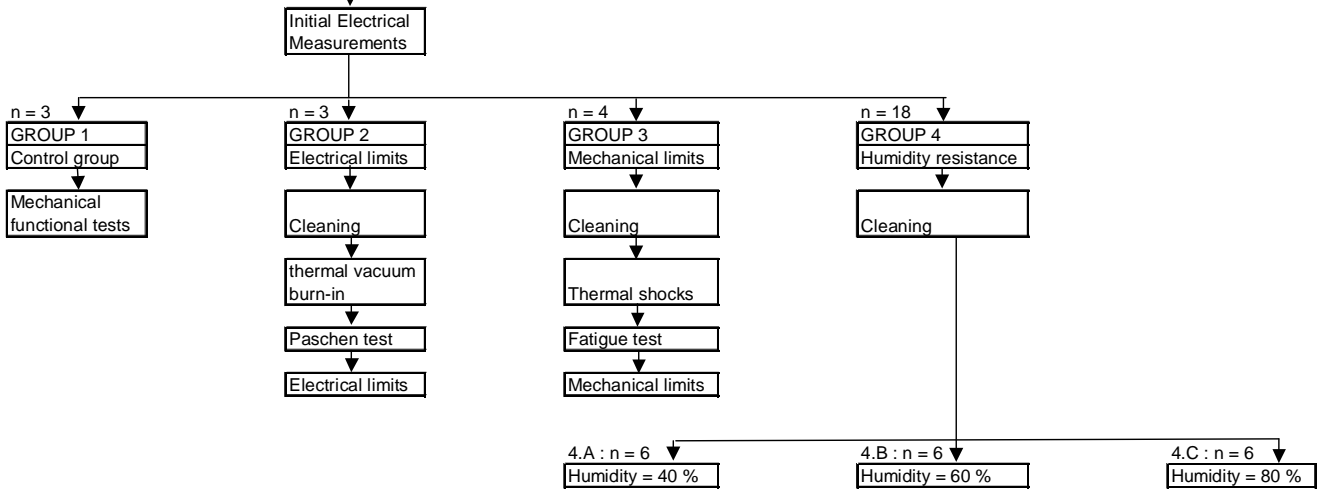 Initial Electrical
Measurements
n = 3
GROUP 1
Control group
Mechanical
functional tests
n = 3
GROUP 2
Electrical limits
Cleaning
thermal vacuum
burn-in
Paschen test
Electrical limits
n = 4
GROUP 3
Mechanical limits
Cleaning
Thermal shocks
Fatigue test
Mechanical limits
n = 18
GROUP 4
Humidity resistance
Cleaning
4.A : n = 6
Humidity = 40 %
4.B : n = 6
Humidity = 60 %
4.C : n = 6
Humidity = 80 %